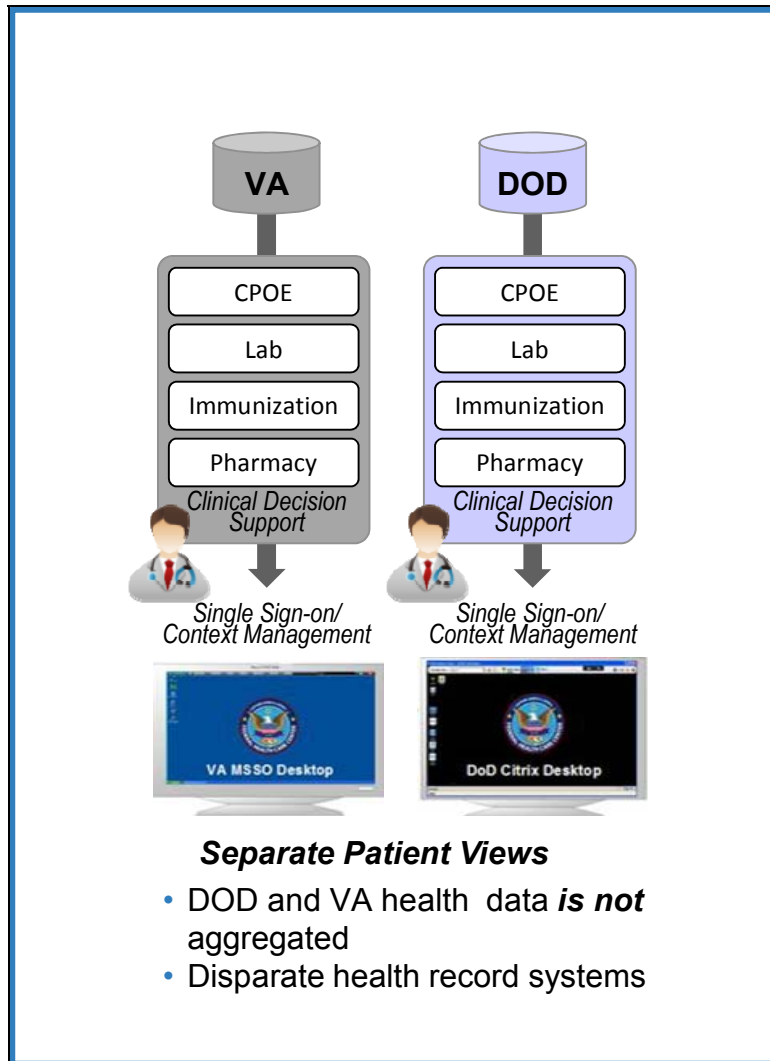 VA
CPOE
Lab
Immunization
Pharmacy
Clinical Decision
Support
Single Sign-on/
Context Management
VA MSSO Desktop
DOD
CPOE
Lab
Immunization
Pharmacy
Clinical Decision
Support
Single Sign-on/
Context Management
DoD Citrix Desktop
Separate Patient Views
• DOD and VA health data is not
aggregated
• Disparate health record systems